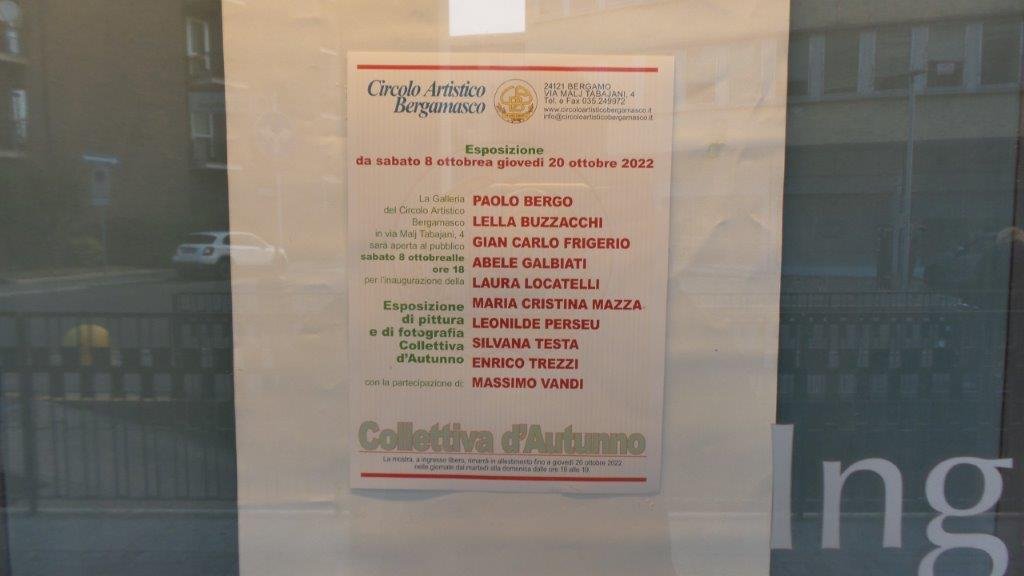 Circolo Artistico
Bergamasco
24121 BERGAMO
VIA MALJ TABAJANI, 4
Tel. e Fax 035.249972
www.circoloartisticobergamasco.it
info@circoloartisticobergamasco.it
Esposizione
da sabato 8 ottobrea giovedi 20 ottobre 2022
La Galleria
del Circolo Artistico
Bergamasco
in via Malj Tabajani, 4
sarà aperta al pubblico
sabato 8 ottobrealle
ore 18
per l'inaugurazione della
Esposizione
di pittura
e di fotografia
Collettiva
d'Autunno
con la partecipazione di:
PAOLO BERGO
LELLA BUZZACCHI
GIAN CARLO FRIGERIO
ABELE GALBIATI
LAURA LOCATELLI
MARIA CRISTINA MAZZA
LEONILDE PERSEU
SILVANA TESTA
ENRICO TREZZI
MASSIMO VANDI
Collettiva d'Autunno
La mostra, a ingresso libero, rimarrà in allestimento fino a giovedi 20 ottobre 2022
nelle giornate dal martedi alla domenica dalle ore 16 alle 19.
ing